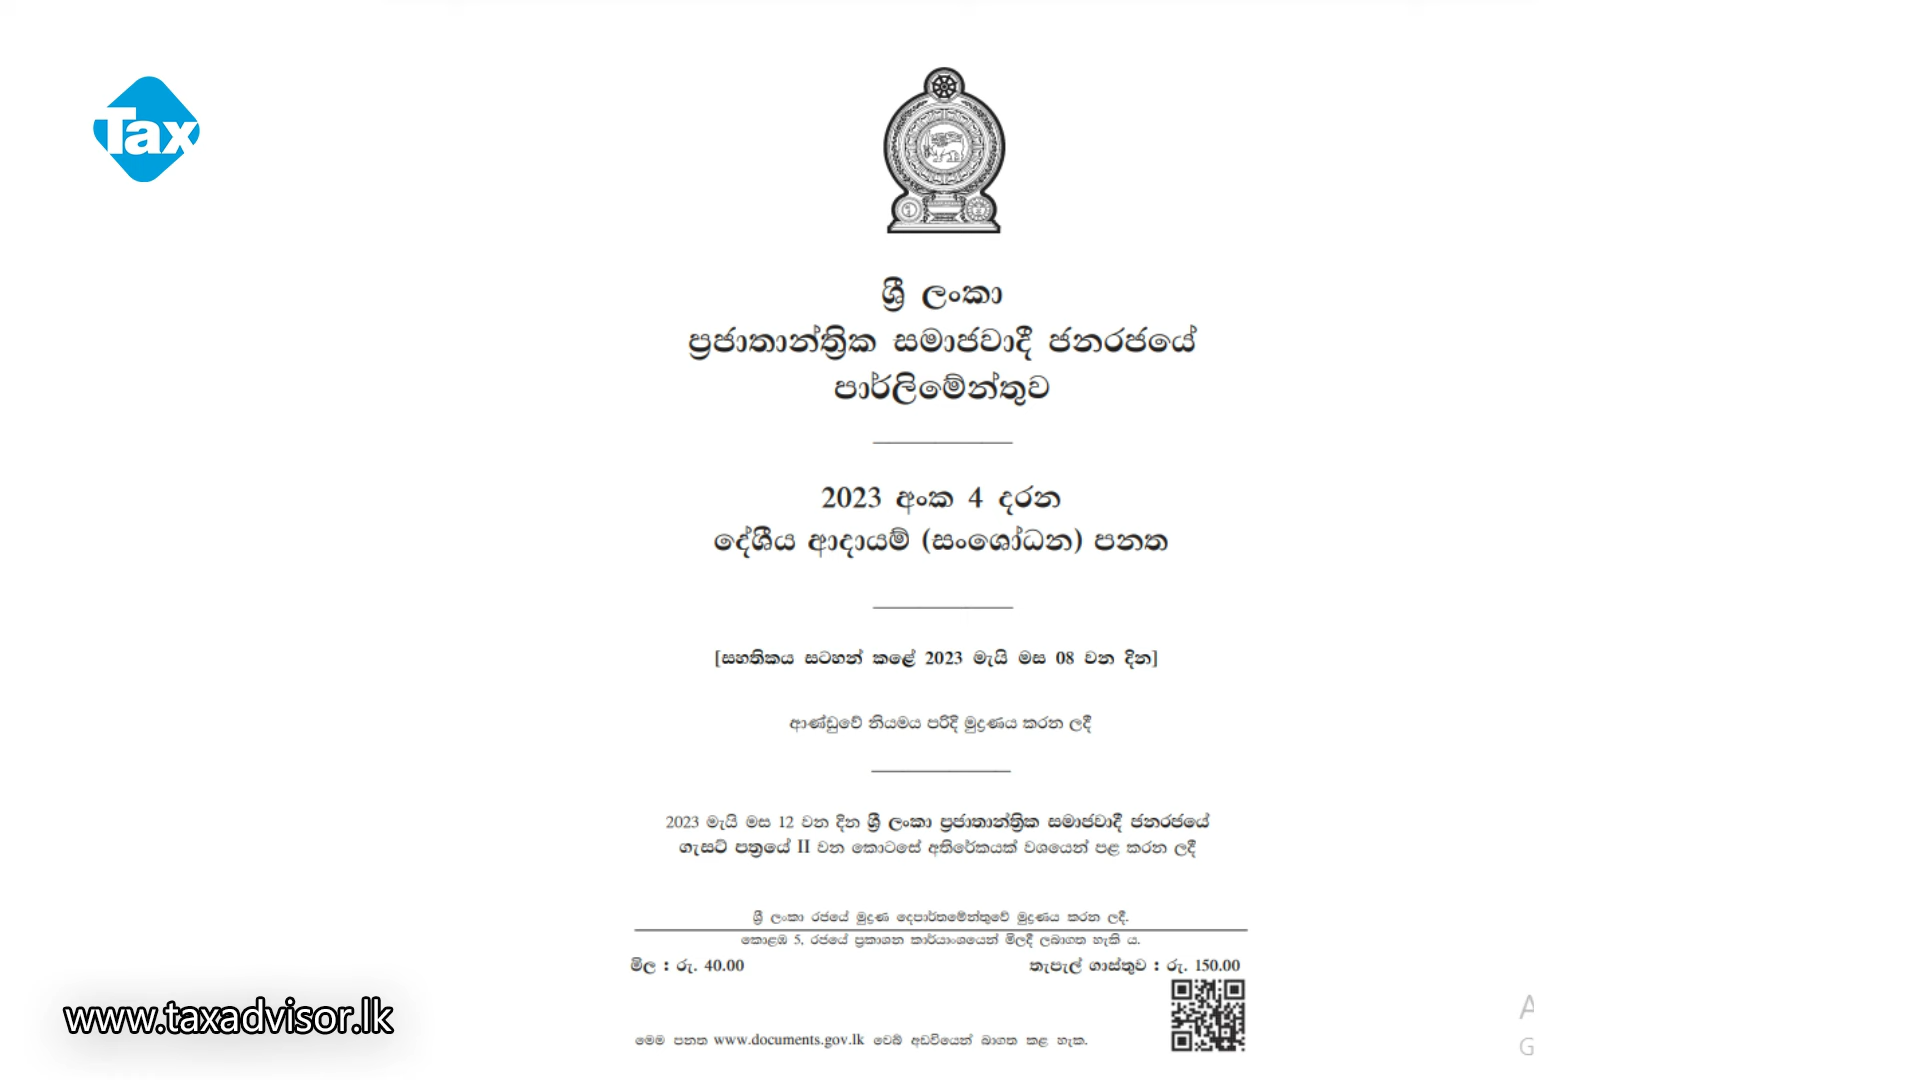 Tax
ශ්‍රී ලංකා
ප්‍රජාතාන්ත්‍රික සමාජවාදී ජනරජයේ
පාර්ලිමේන්තුව
2023 අංක 4 දරන
දේශීය ආදායම් (සංශෝධන) පනත
[සහතිකය සටහන් කළේ 2023 මැයි මස 08 වන දින]
ආණ්ඩුවේ නියමය පරිදි මුද්‍රණය කරන ලදී
2023 මැයි මස 12 වන දින ශ්‍රී ලංකා ප්‍රජාතාන්ත්‍රික සමාජවාදී ජනරජයේ
ගැසට් පත්‍රයේ II වන කොටසේ අතිරේකයක් වශයෙන් පළ කරන ලදී
ශ්‍රී ලංකා රජයේ මුද්‍රණ දෙපාර්තමේන්තුවේ මුද්‍රණය කරන ලදී.
කොළඹ 5, රජයේ ප්‍රකාශන කාර්යාංශයෙන් මිලදී ලබාගත හැකි ය.
මිල : රු. 40.00 තැපැල් ගාස්තුව : රු. 150.00
මෙම පනත www.documents.gov.lk වෙබ් අඩවියෙන් බාගත කළ හැක.
www.taxadvisor.lk